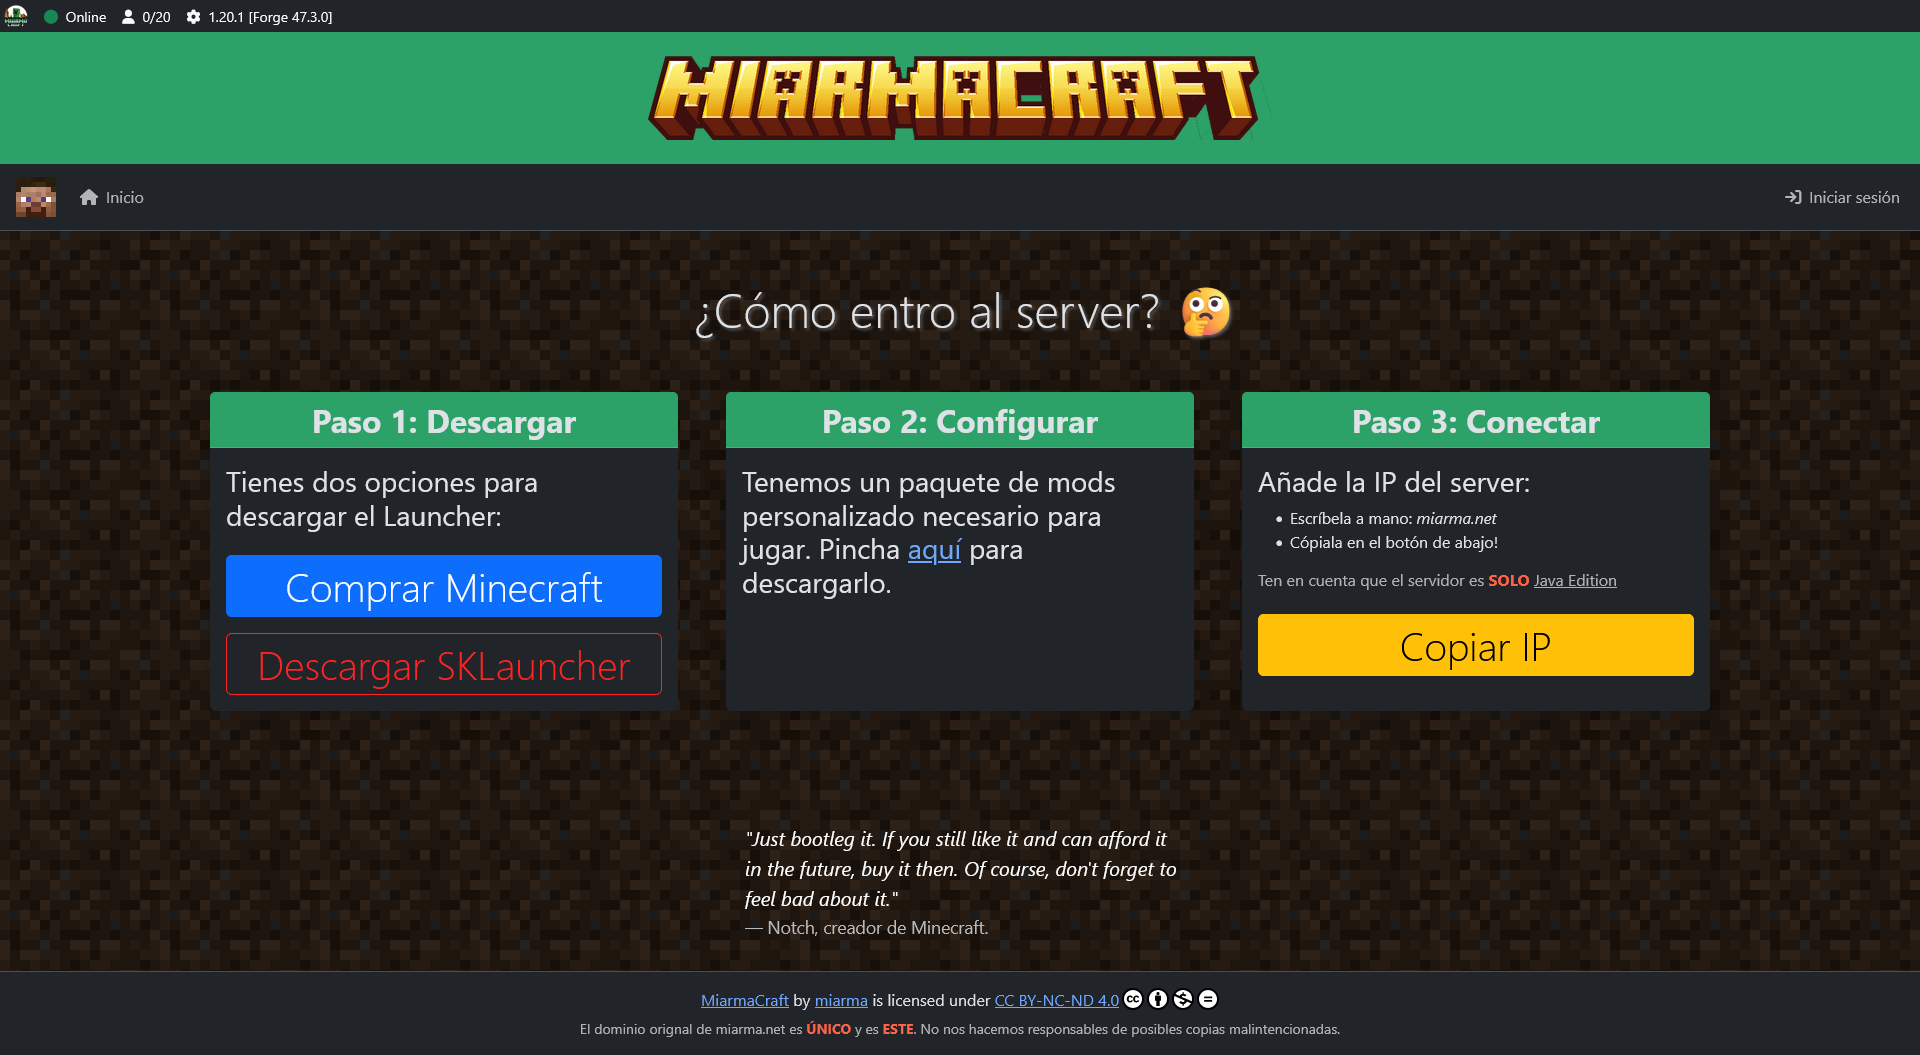 Online 0/20 1.20.1 [Forge 47.3.0]
MIARMACRAFT
Inicio
Iniciar sesión
¿Cómo entro al server? 🤔
Paso 1: Descargar
Tienes dos opciones para
descargar el Launcher:
Comprar Minecraft
Descargar SKLauncher
Paso 2: Configurar
Tenemos un paquete de mods
personalizado necesario para
jugar. Pincha aquí para
descargarlo.
Paso 3: Conectar
Añade la IP del server:
• Escríbela a mano: miarma.net
• Cópiala en el botón de abajo!
Ten en cuenta que el servidor es SOLO Java Edition
Copiar IP
"Just bootleg it. If you still like it and can afford it
in the future, buy it then. Of course, don't forget to
feel bad about it."
— Notch, creador de Minecraft.
MiarmaCraft by miarma is licensed under CC BY-NC-ND 4.0
El dominio orignal de miarma.net es ÚNICO y es ESTE. No nos hacemos responsables de posibles copias malintencionadas.